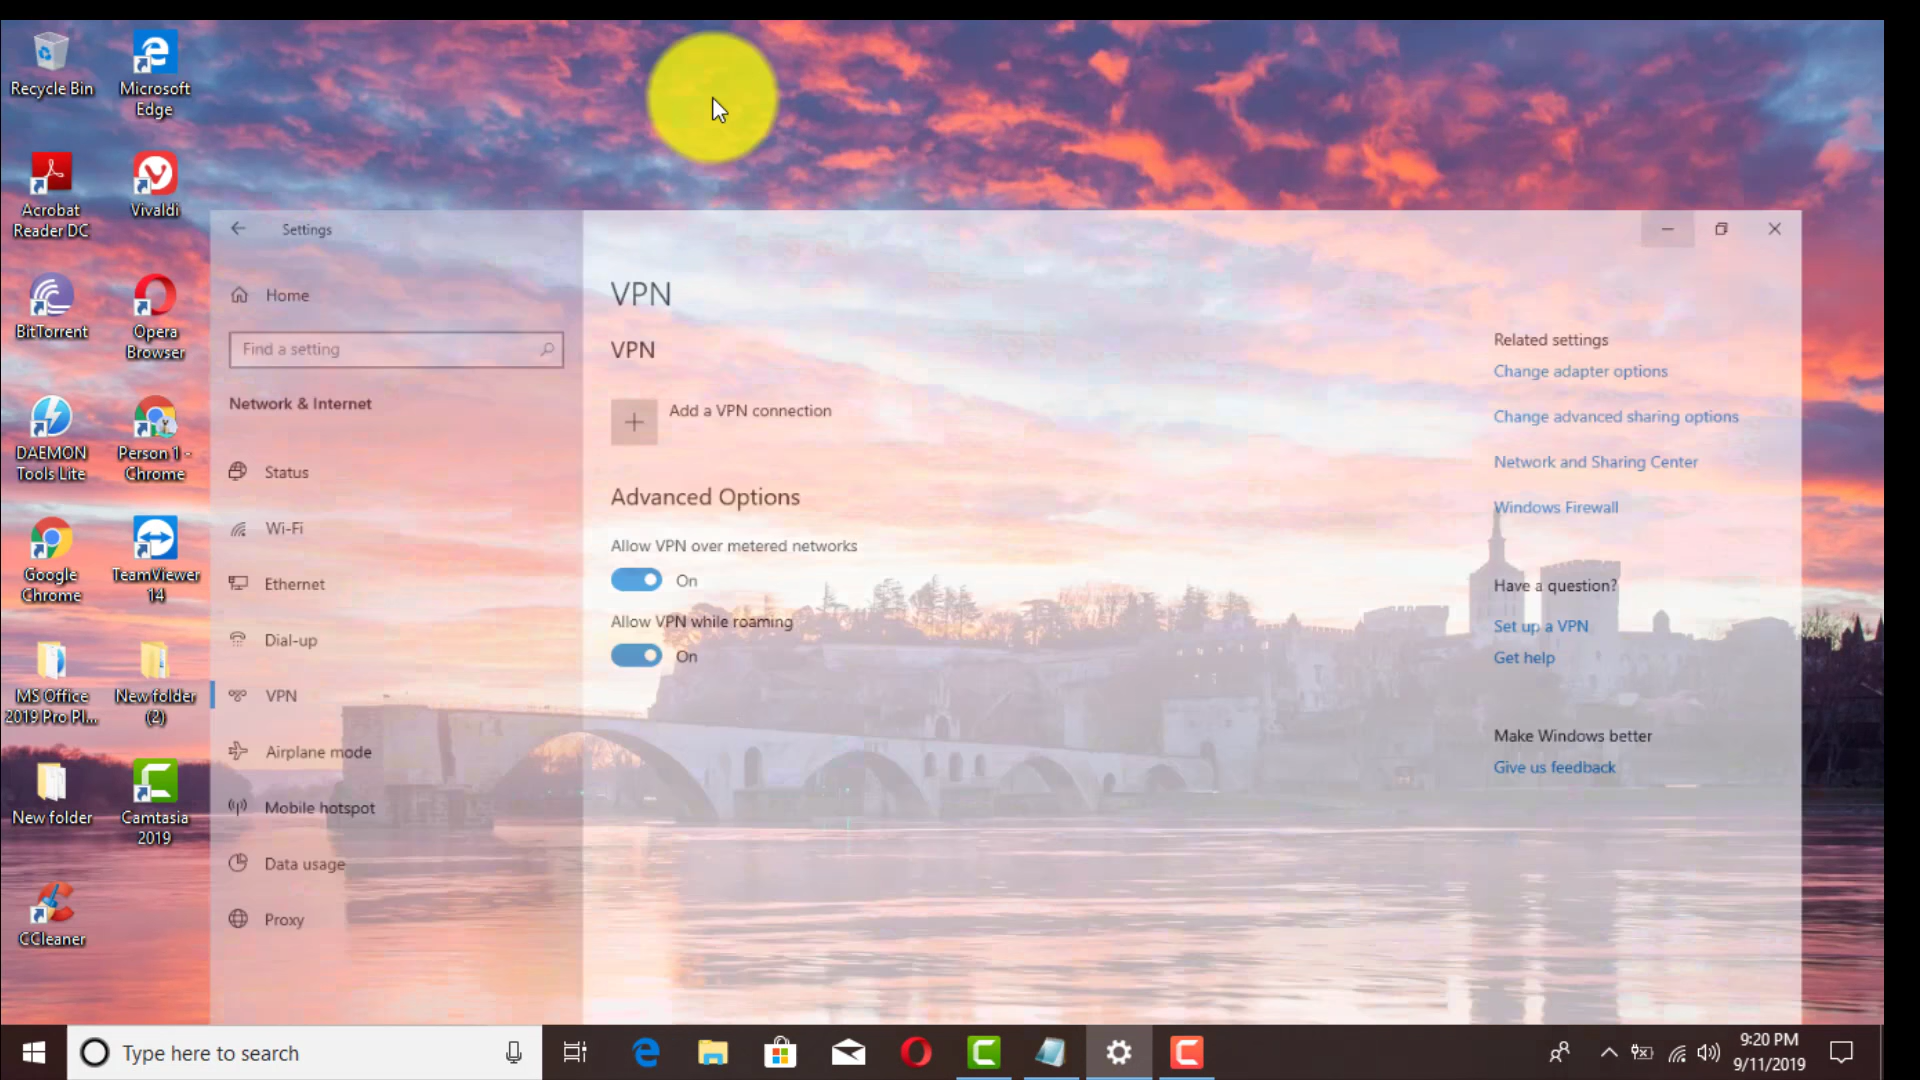 Recycle Bin
Microsoft
Edge
Acrobat
Reader DC
Vivaldi
BitTorrent
Opera
Browser
DAEMON
Tools Lite
Person 1 -
Chrome
Google
Chrome
TeamViewer
14
MS Office
2019 Pro Pl...
New folder
(2)
New folder
Camtasia
2019
CCleaner
Settings
Home
Find a setting
Network & Internet
Status
Wi-Fi
Ethernet
Dial-up
VPN
Airplane mode
Mobile hotspot
Data usage
Proxy
VPN
VPN
Add a VPN connection
Advanced Options
Allow VPN over metered networks
On
Allow VPN while roaming
On
Related settings
Change adapter options
Change advanced sharing options
Network and Sharing Center
Windows Firewall
Have a question?
Set up a VPN
Get help
Make Windows better
Give us feedback
Type here to search
9:20 PM
9/11/2019